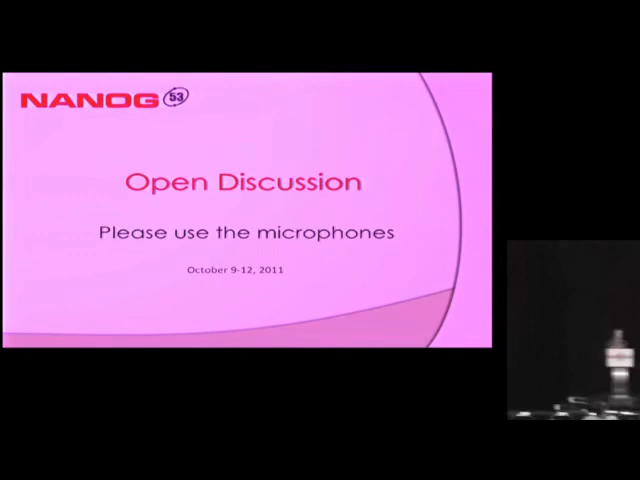 NANOG 53
Open Discussion
Please use the microphones
October 9-12, 2011